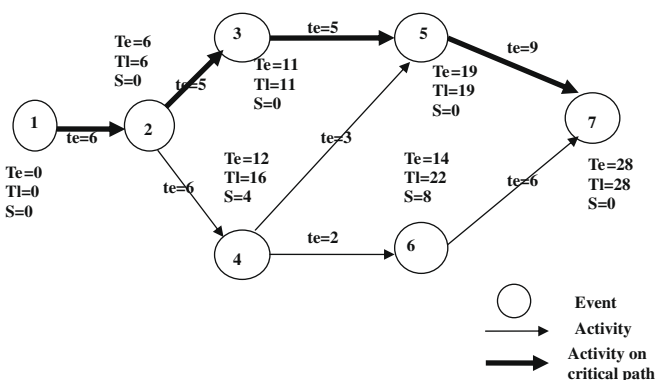 3
te=5
5
Te=6
Tl=6
S=0
te=9
te=5
Te=11
Tl=11
S=0
Te=19
Tl=19
S=0
1
te=6
2
7
te=3
Te=0
Tl=0
S=0
Te=12
Tl=16
S=4
Te=14
Tl=22
S=8
Te=28
Tl=28
S=0
te=6
te=6
te=2
4
6
Event
Activity
Activity on
critical path